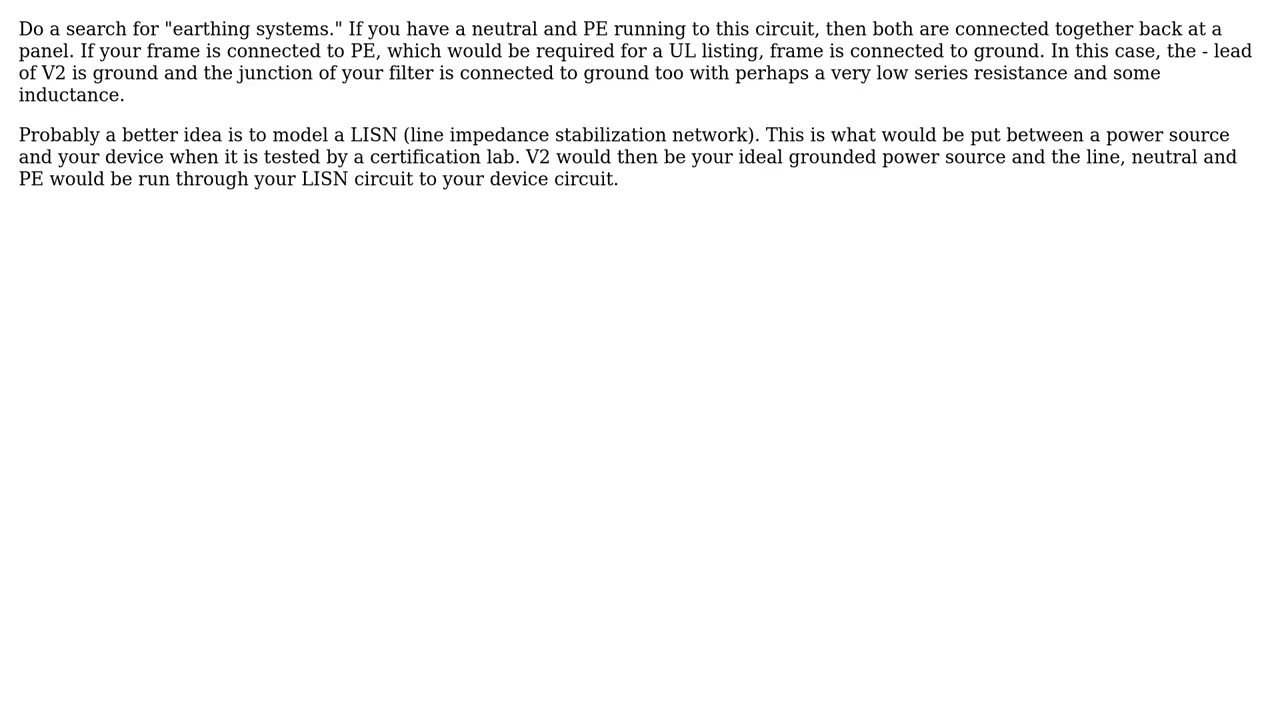 Do a search for "earthing systems." If you have a neutral and PE running to this circuit, then both are connected together back at a
panel. If your frame is connected to PE, which would be required for a UL listing, frame is connected to ground. In this case, the - lead
of V2 is ground and the junction of your filter is connected to ground too with perhaps a very low series resistance and some
inductance.
Probably a better idea is to model a LISN (line impedance stabilization network). This is what would be put between a power source
and your device when it is tested by a certification lab. V2 would then be your ideal grounded power source and the line, neutral and
PE would be run through your LISN circuit to your device circuit.